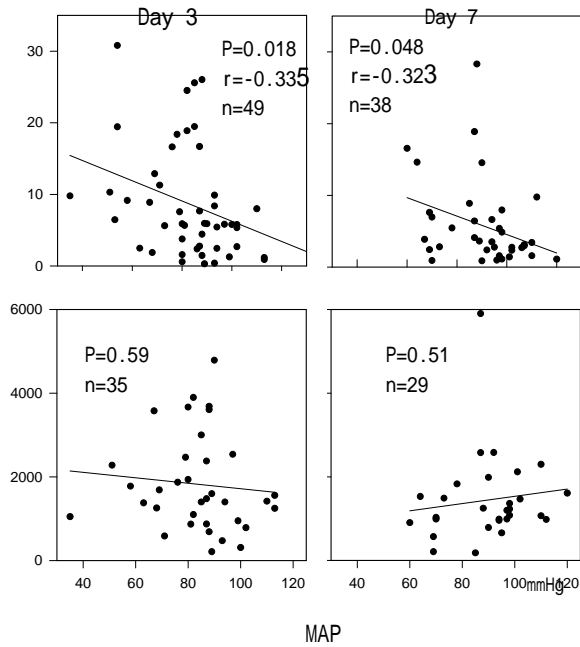 Day 3
Day 7
P=0.018
r=-0.335
n=49
P=0.048
r=-0.323
n=38
30
20
10
0
P=0.59
n=35
P=0.51
n=29
6000
4000
2000
0
40 60 80 100 120
40 60 80 100 120
mmHg
MAP